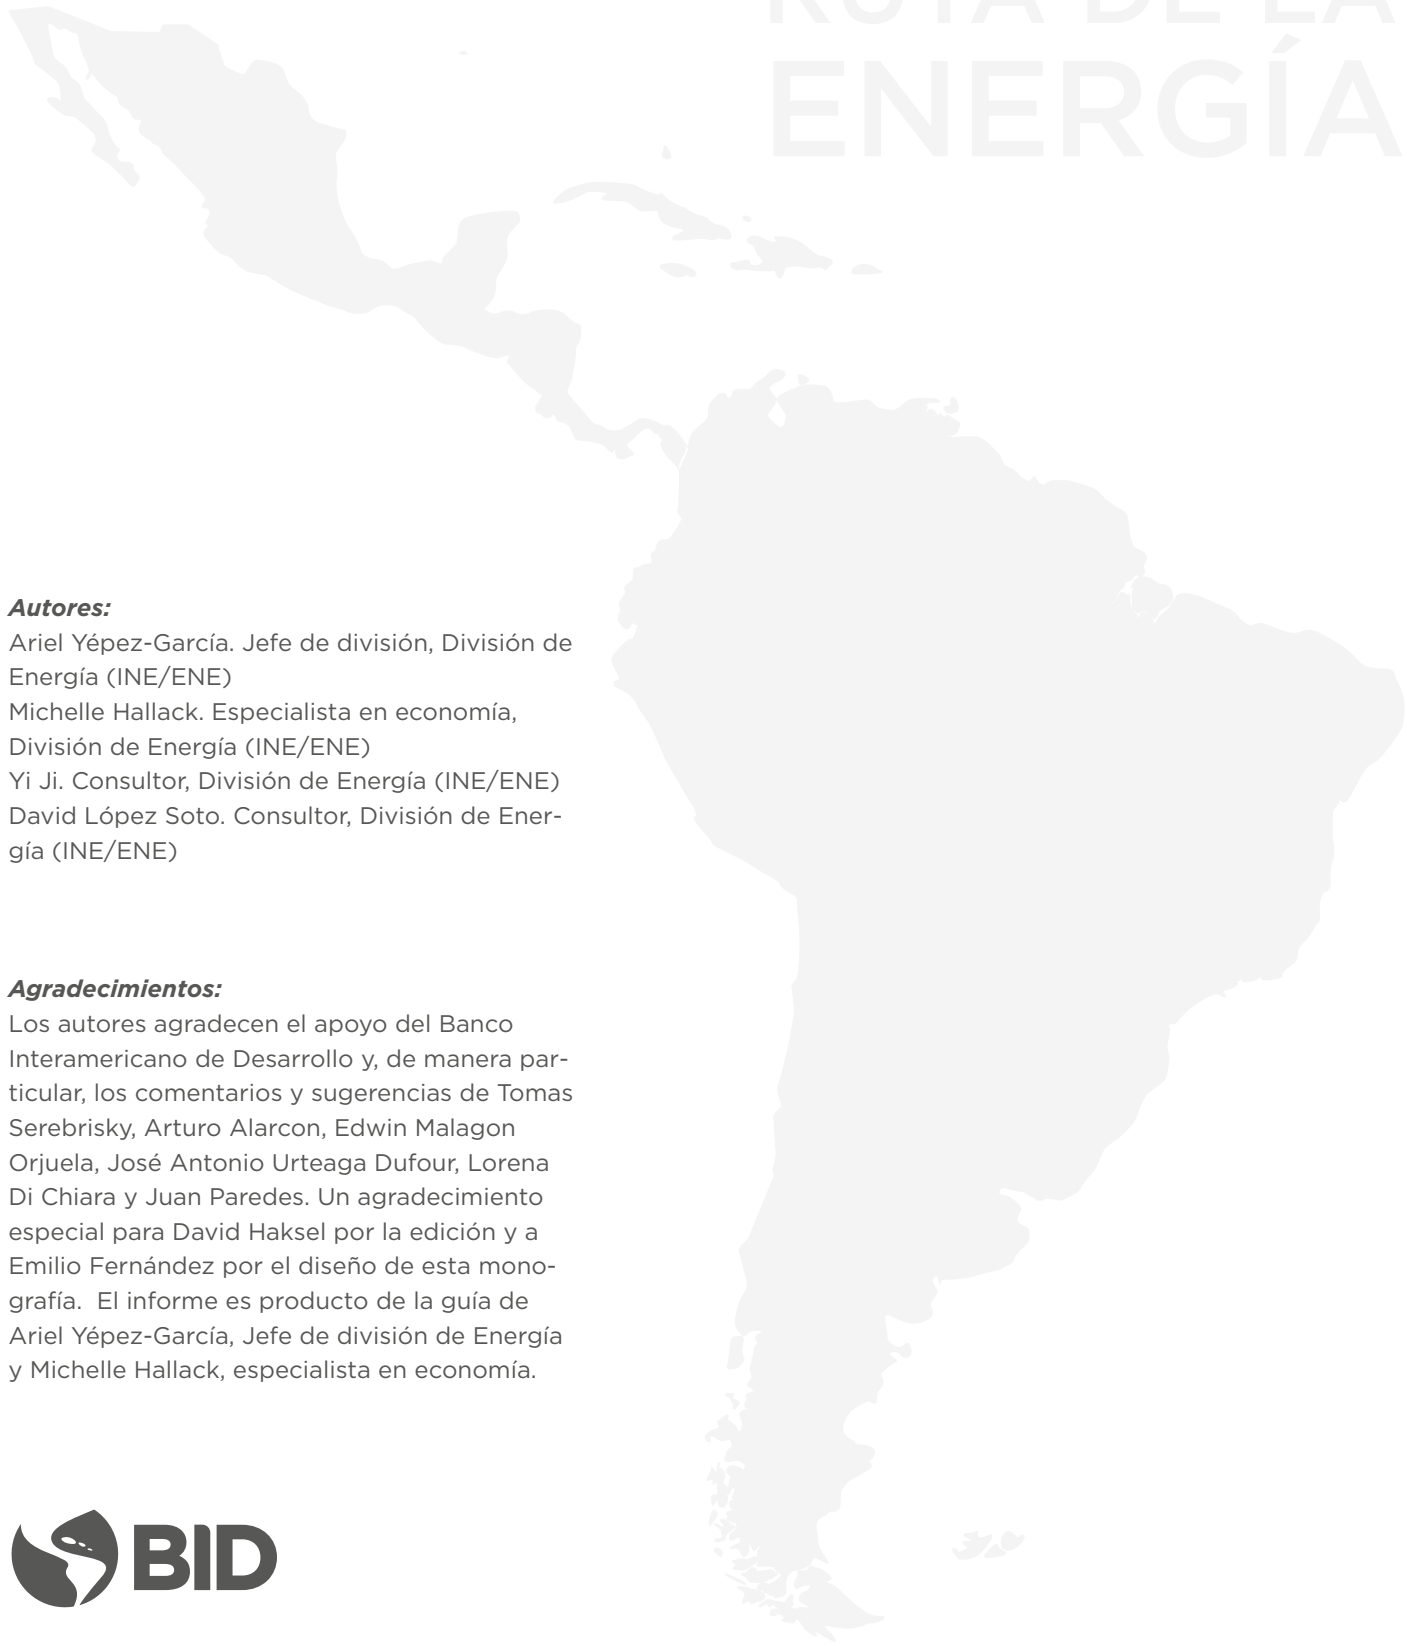 RUTA DE LA
ENERGÍA
Autores:
Ariel Yépez-García. Jefe de división, División de
Energía (INE/ENE)
Michelle Hallack. Especialista en economía,
División de Energía (INE/ENE)
Yi Ji. Consultor, División de Energía (INE/ENE)
David López Soto. Consultor, División de Ener-
gía (INE/ENE)
Agradecimientos:
Los autores agradecen el apoyo del Banco
Interamericano de Desarrollo y, de manera par-
ticular, los comentarios y sugerencias de Tomas
Serebrisky, Arturo Alarcon, Edwin Malagon
Orjuela, José Antonio Urteaga Dufour, Lorena
Di Chiara y Juan Paredes. Un agradecimiento
especial para David Haksel por la edición y a
Emilio Fernández por el diseño de esta mono-
grafía.  El informe es producto de la guía de
Ariel Yépez-García, Jefe de división de Energía
y Michelle Hallack, especialista en economía.
BID